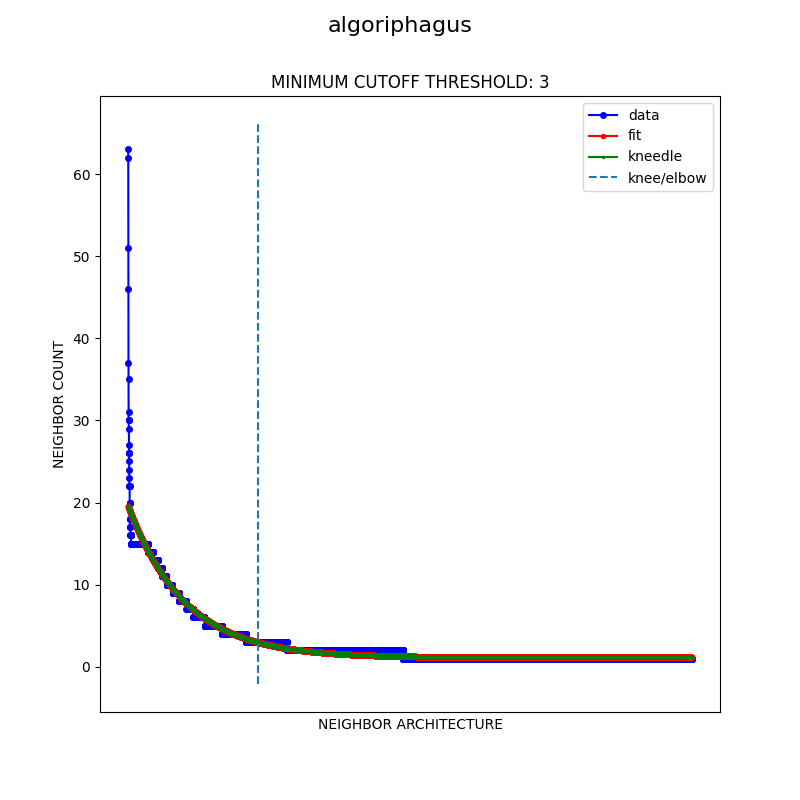 algoriphagus
MINIMUM CUTOFF THRESHOLD: 3
data
fit
kneedle
knee/elbow
60
50
40
30
20
10
0
NEIGHBOR COUNT
NEIGHBOR ARCHITECTURE